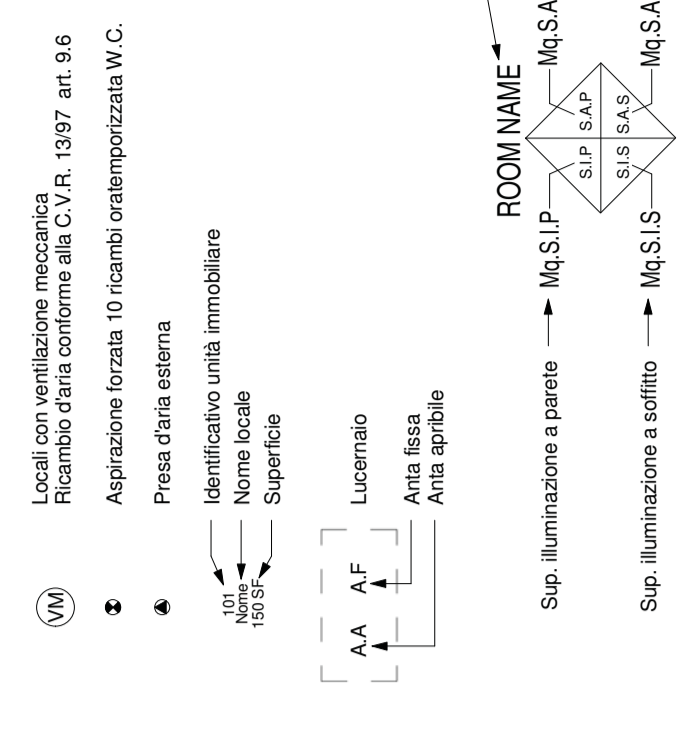 VM
Locali con ventilazione meccanica
Ricambio d'aria conforme alla C.V.R. 13/97 art. 9.6
Aspirazione forzata 10 ricambi oratemporizzata W.C.
Presa d'aria esterna
101
Nome
150 SF
Identificativo unità immobiliare
Nome locale
Superficie
A.A
A.F
Lucernaio
Anta fissa
Anta apribile
ROOM NAME
Sup. illuminazione a parete
Mq.S.I.P
S.I.P
S.A.P
Mq.S.A
Sup. illuminazione a soffitto
Mq.S.I.S
S.I.S
S.A.S
Mq.S.A